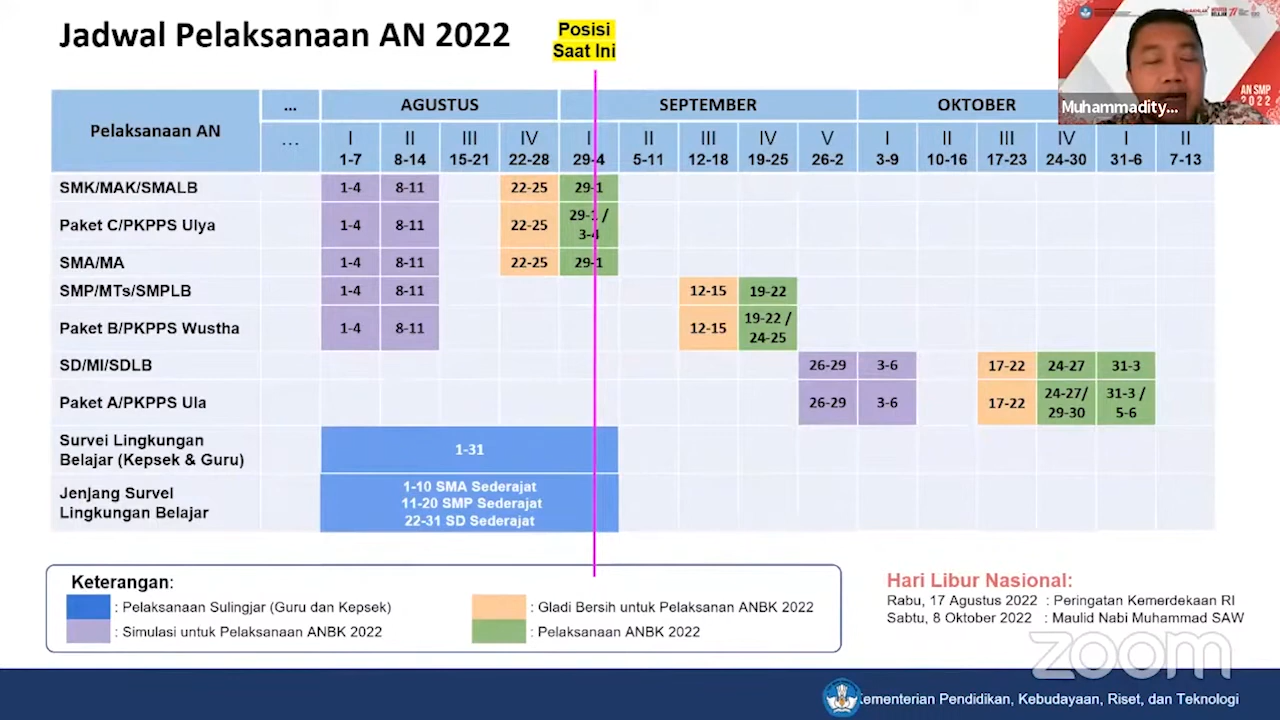 Jadwal Pelaksanaan AN 2022
Posisi
Saat Ini
Muhammadity...
AN SMP
2022
Pelaksanaan AN
... AGUSTUS SEPTEMBER OKTOBER
... I II III IV I II III IV V I II III IV I II
1-7 8-14 15-21 22-28 29-4 5-11 12-18 19-25 26-2 3-9 10-16 17-23 24-30 31-6 7-13
SMK/MAK/SMALB 1-4 8-11 22-25 29-1
Paket C/PKPPS Ulya 1-4 8-11 22-25 29-1 / 3-4
SMA/MA 1-4 8-11 22-25 29-1
SMP/MTs/SMPLB 1-4 8-11 12-15 19-22
Paket B/PKPPS Wustha 1-4 8-11 12-15 19-22 / 24-25
SD/MI/SDLB 26-29 3-6 17-22 24-27 31-3
Paket A/PKPPS Ula 26-29 3-6 17-22 24-27/ 29-30 31-3 / 5-6
Survei Lingkungan
Belajar (Kepsek & Guru)
1-31
Jenjang Survel
Lingkungan Belajar
1-10 SMA Sederajat
11-20 SMP Sederajat
22-31 SD Sederajat
Keterangan:
: Pelaksanaan Sulingjar (Guru dan Kepsek)
: Simulasi untuk Pelaksanaan ANBK 2022
: Gladi Bersih untuk Pelaksanan ANBK 2022
: Pelaksanaan ANBK 2022
Hari Libur Nasional:
Rabu, 17 Agustus 2022 : Peringatan Kemerdekaan RI
Sabtu, 8 Oktober 2022 : Maulid Nabi Muhammad SAW
zoom
Kementerian Pendidikan, Kebudayaan, Riset, dan Teknologi